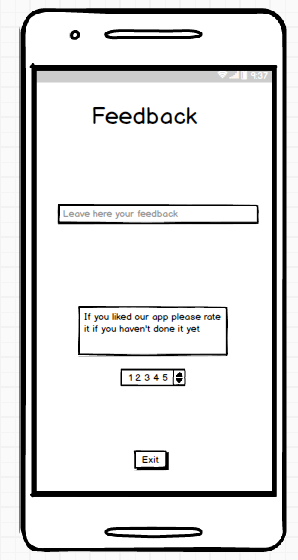 9:37
Feedback
Leave here your feedback
If you liked our app please rate
it if you haven't done it yet
1 2 3 4 5
Exit